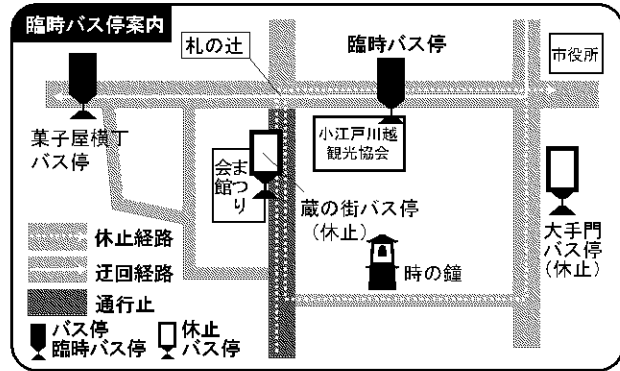 臨時バス停案内
札の辻
臨時バス停
市役所
菓子屋横丁
バス停
小江戸川越
観光協会
まつり
会館
蔵の街バス停
(休止)
大手門
バス停
(休止)
時の鐘
休止経路
迂回経路
通行止
バス停
臨時バス停
休止
バス停